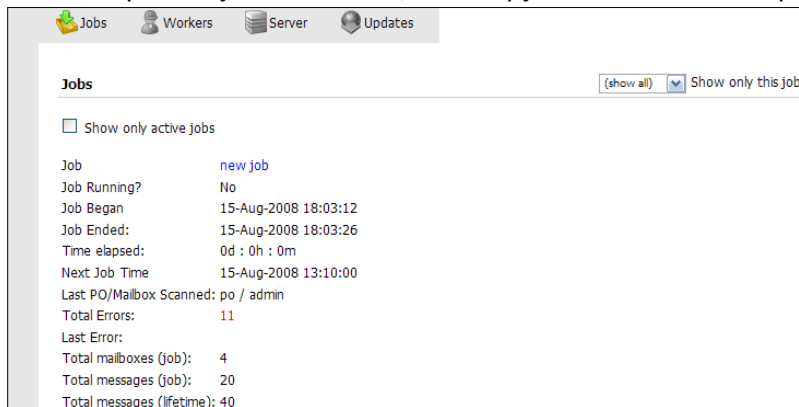 Jobs Workers Server Updates
Jobs (show all) Show only this job
Show only active jobs
Job new job
Job Running? No
Job Began 15-Aug-2008 18:03:12
Job Ended: 15-Aug-2008 18:03:26
Time elapsed: 0d : 0h : 0m
Next Job Time 15-Aug-2008 13:10:00
Last PO/Mailbox Scanned: po / admin
Total Errors: 11
Last Error:
Total mailboxes (job): 4
Total messages (job): 20
Total messages (lifetime): 40